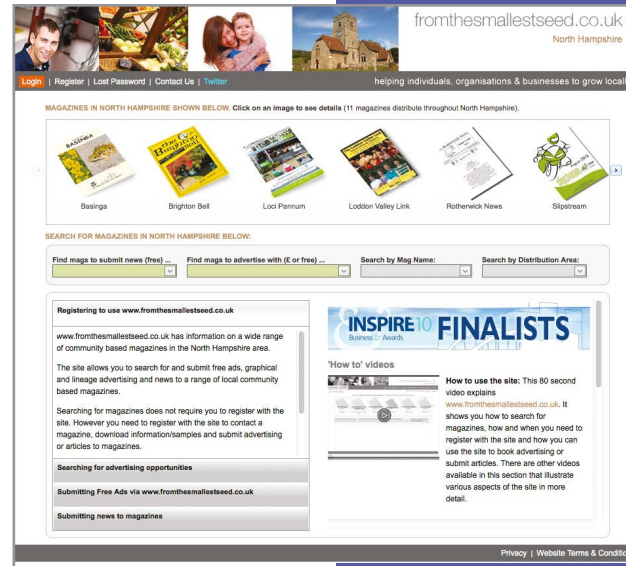 fromthesmallestseed.co.uk
North Hampshire
Login | Register | Lost Password | Contact Us | Twitter
helping individuals, organisations & businesses to grow locall
MAGAZINES IN NORTH HAMPSHIRE SHOWN BELOW. Click on an image to see details (11 magazines distribute throughout North Hampshire).
BASINGA
the Brighton Bell
Basinga
Brighton Bell
Loci Pannum
Loddon Valley Link
Rotherwick News
Slipstream
SEARCH FOR MAGAZINES IN NORTH HAMPSHIRE BELOW:
Find mags to submit news (free) ...
Find mags to advertise with (£ or free) ...
Search by Mag Name:
Search by Distribution Area:
Registering to use www.fromthesmallestseed.co.uk
www.fromthesmallestseed.co.uk has information on a wide range
of community based magazines in the North Hampshire area.
The site allows you to search for and submit free ads, graphical
and lineage advertising and news to a range of local community
based magazines.
Searching for magazines does not require you to register with the
site. However you need to register with the site to contact a
magazine, download information/samples and submit advertising
or articles to magazines.
Searching for advertising opportunities
Submitting Free Ads via www.fromthesmallestseed.co.uk
Submitting news to magazines
INSPIRE10 FINALISTS
Business Awards
'How to' videos
How to use the site: This 80 second
video explains
www.fromthesmallestseed.co.uk. It
shows you how to search for
magazines, how and when you need to
register with the site and how you can
use the site to book advertising or
submit articles. There are other videos
available in this section that illustrate
various aspects of the site in more
detail.
Privacy | Website Terms & Conditio